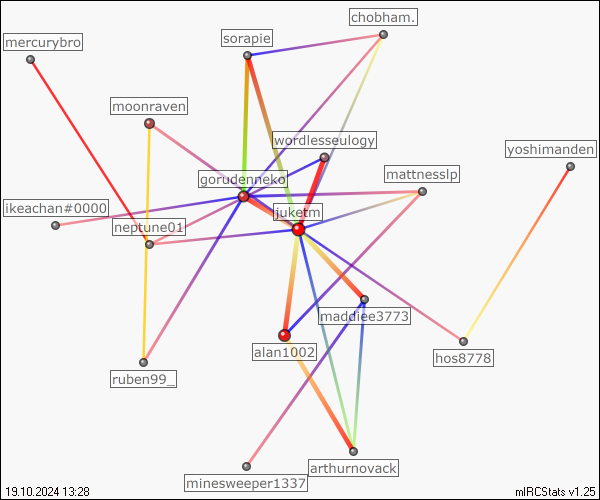 chobham.
sorapie
mercurybro
moonraven
wordlesseulogy
yoshimanden
mattnesslp
gorudenneko
ikeachan#0000
juketm
neptune01
maddiee3773
alan1002
hos8778
ruben99_
arthurnovack
minesweeper1337
19.10.2024 13:28
mIRCStats v1.25